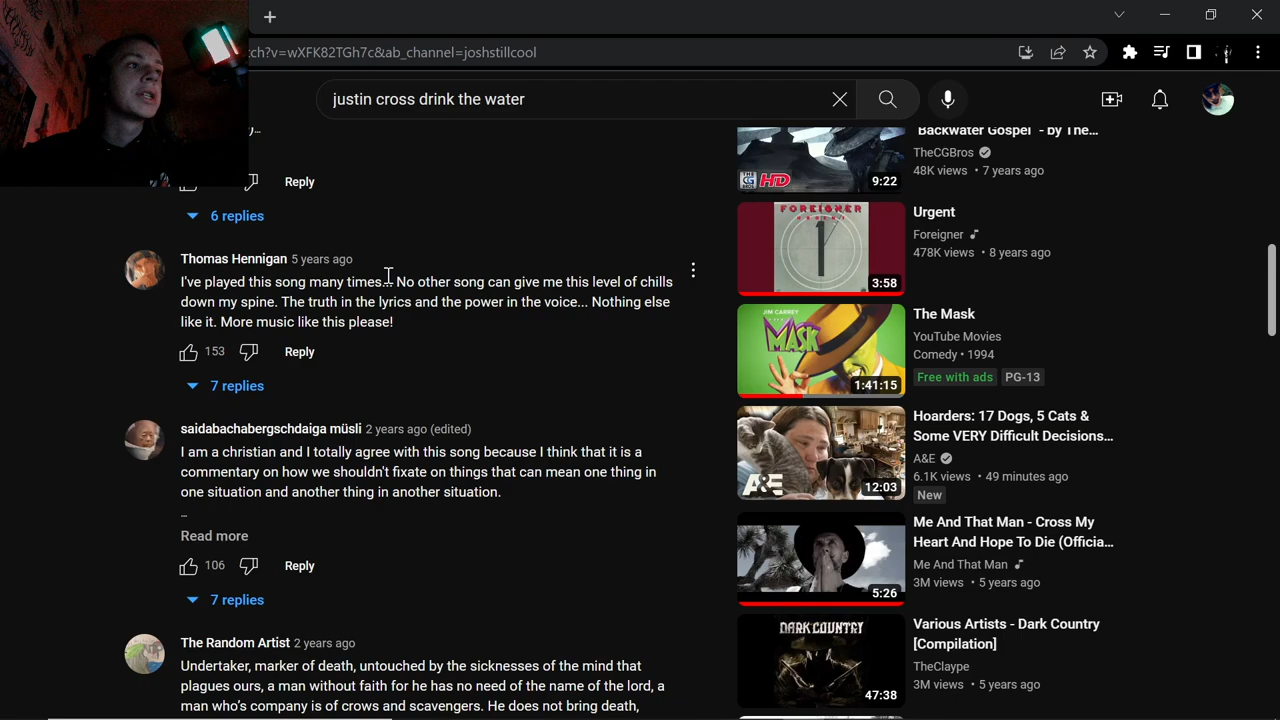 ch?v=wXFK82TGh7c&ab_channel=joshstillcool
justin cross drink the water
Reply
6 replies
Thomas Hennigan 5 years ago
I've played this song many times... No other song can give me this level of chills
down my spine. The truth in the lyrics and the power in the voice... Nothing else
like it. More music like this please!
153
Reply
7 replies
saidabachabergschdaiga müsli 2 years ago (edited)
I am a christian and I totally agree with this song because I think that it is a
commentary on how we shouldn't fixate on things that can mean one thing in
one situation and another thing in another situation.
...
Read more
106
Reply
7 replies
The Random Artist 2 years ago
Undertaker, marker of death, untouched by the sicknesses of the mind that
plagues ours, a man without faith for he has no need of the name of the lord, a
man who's company is of crows and scavengers. He does not bring death,
THE CG BROS HD
9:22
"Backwater Gospel" - by The...
TheCGBros
48K views • 7 years ago
FOREIGNER
3:58
Urgent
Foreigner
478K views • 8 years ago
JIM CARREY
THE MASK
1:41:15
The Mask
YouTube Movies
Comedy • 1994
Free with ads PG-13
A&E
12:03
Hoarders: 17 Dogs, 5 Cats &
Some VERY Difficult Decisions...
A&E
6.1K views • 49 minutes ago
New
5:26
Me And That Man - Cross My
Heart And Hope To Die (Officia...
Me And That Man
3M views • 5 years ago
DARK COUNTRY
47:38
Various Artists - Dark Country
[Compilation]
TheClaype
3M views • 5 years ago